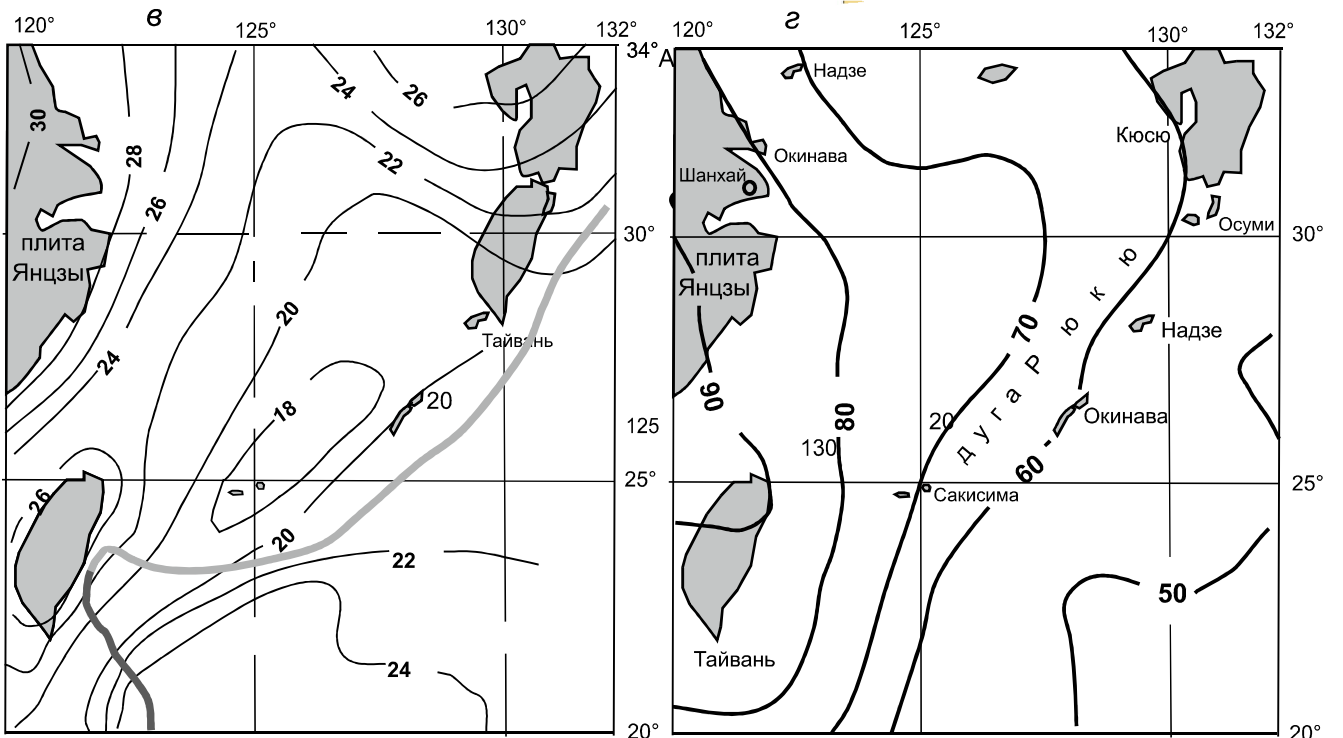 в
120°
125°
130°
132°
34°
24
26
30
28
22
26
плита
Янцзы
30°
20
Тайвань
24
18
20
125
26
25°
20
22
24
20°
г
120°
125°
130°
132°
А
Надзе
Кюсю
Окинава
Шанхай
Осуми
30°
плита
Янцзы
70
дуга Рюкю
Надзе
90
80
20
130
Окинава
60
25°
Сакисима
50
Тайвань
20°